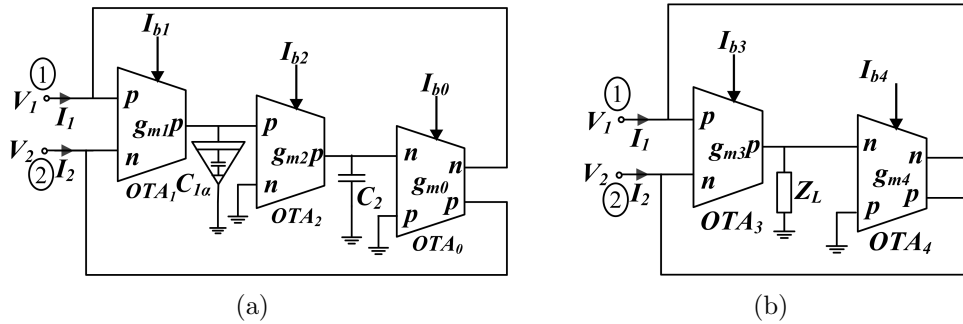 I_b1
I_b2
I_b0
1
V_1
I_1
p
n
g_m1
p
OTA_1
V_2
2
I_2
C_1α
p
n
g_m2
p
OTA_2
C_2
n
p
g_m0
n
p
OTA_0
(a)
I_b3
I_b4
1
V_1
I_1
p
n
g_m3
p
OTA_3
V_2
2
I_2
Z_L
n
p
g_m4
n
p
OTA_4
(b)